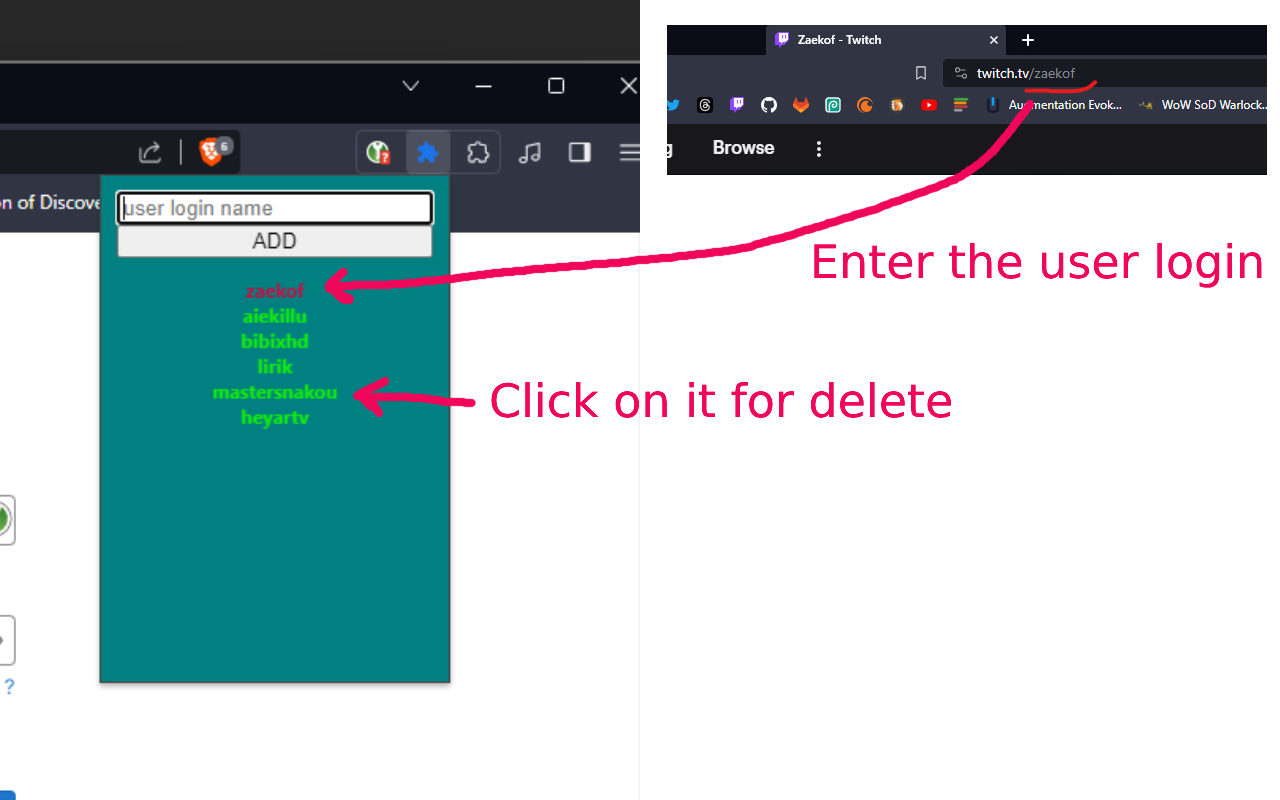 Zaekof - Twitch
twitch.tv/zaekof
Augmentation Evok...
WoW SoD Warlock...
g
Browse
6
n of Discove
user login name
ADD
zaekof
aiekillu
bibixhd
lirik
mastersnakou
heyartv
Enter the user login
Click on it for delete
?